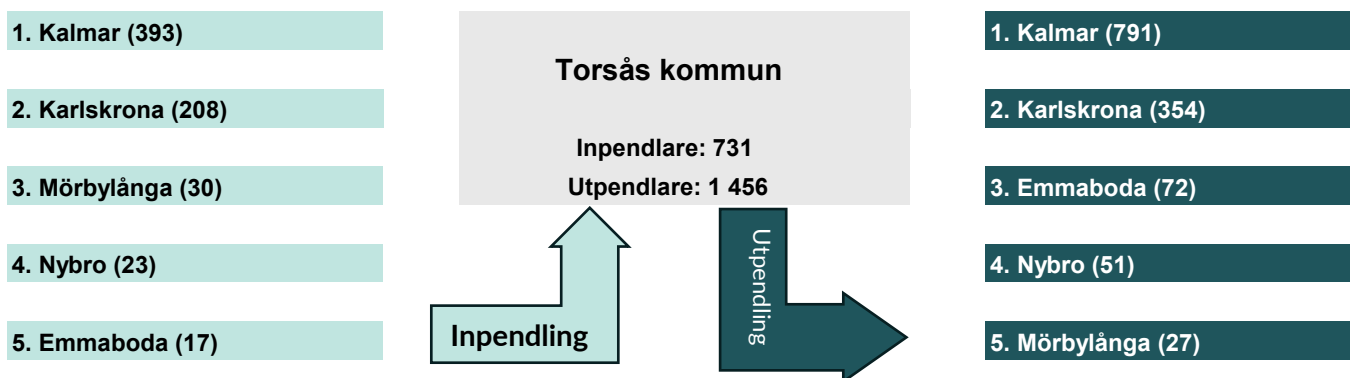 1. Kalmar (393)
2. Karlskrona (208)
3. Mörbylånga (30)
4. Nybro (23)
5. Emmaboda (17)
Torsås kommun
Inpendlare: 731
Utpendlare: 1 456
Inpendling
Utpendling
1. Kalmar (791)
2. Karlskrona (354)
3. Emmaboda (72)
4. Nybro (51)
5. Mörbylånga (27)